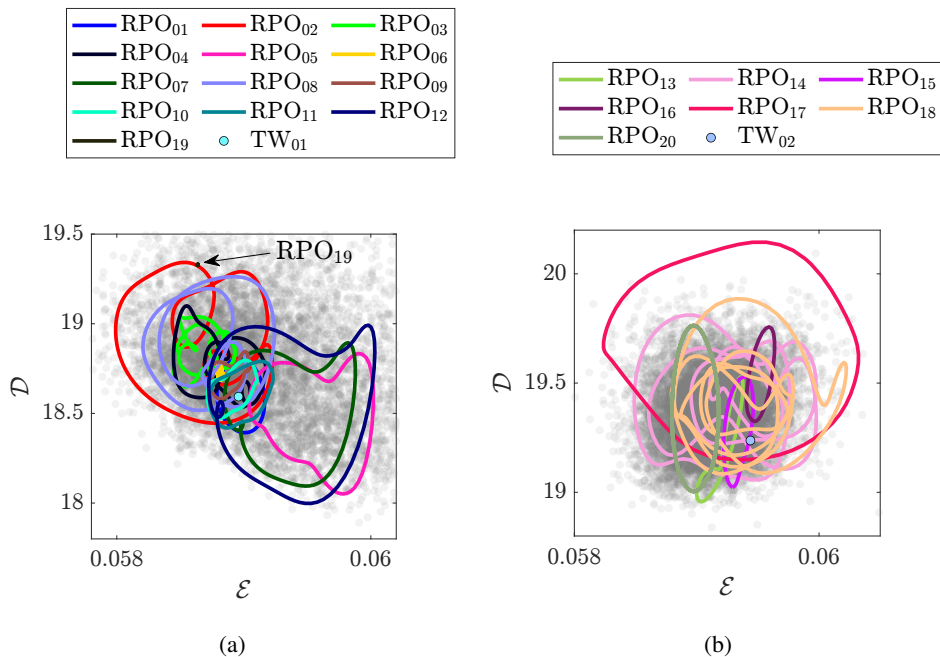 RPO₀₁ RPO₀₂ RPO₀₃
RPO₀₄ RPO₀₅ RPO₀₆
RPO₀₇ RPO₀₈ RPO₀₉
RPO₁₀ RPO₁₁ RPO₁₂
RPO₁₉ TW₀₁
19.5
RPO₁₉
19
𝒟
18.5
18
0.058 0.06
ℰ
(a)
RPO₁₃ RPO₁₄ RPO₁₅
RPO₁₆ RPO₁₇ RPO₁₈
RPO₂₀ TW₀₂
20
𝒟
19.5
19
0.058 0.06
ℰ
(b)